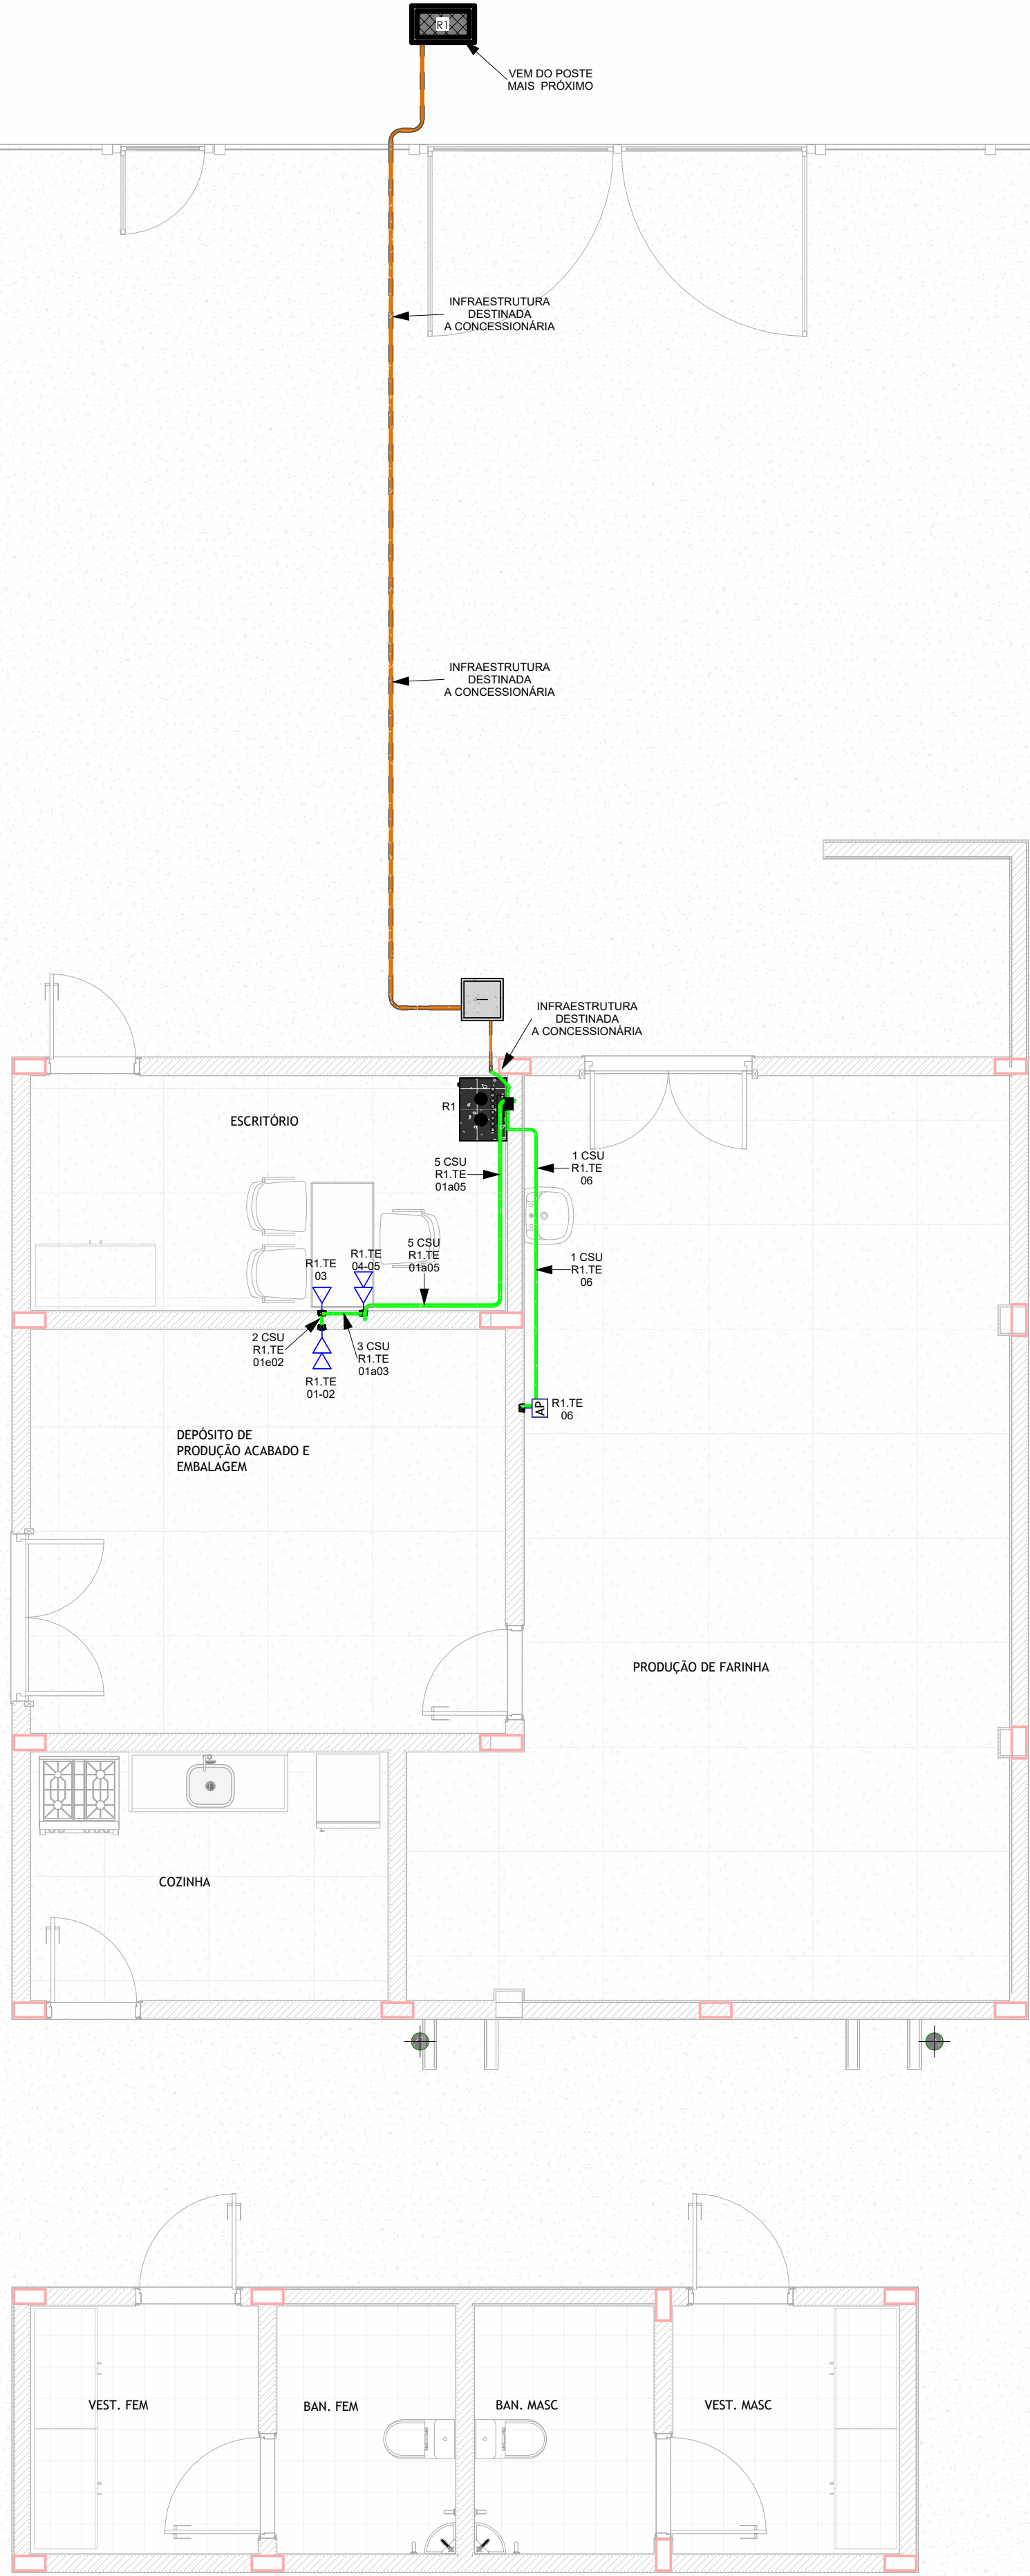 R1
VEM DO POSTE
MAIS PRÓXIMO
INFRAESTRUTURA
DESTINADA
A CONCESSIONÁRIA
INFRAESTRUTURA
DESTINADA
A CONCESSIONÁRIA
INFRAESTRUTURA
DESTINADA
A CONCESSIONÁRIA
R1
ESCRITÓRIO
5 CSU
R1.TE
01a05
1 CSU
R1.TE
06
5 CSU
R1.TE
01a05
1 CSU
R1.TE
06
R1.TE
03
R1.TE
04-05
2 CSU
R1.TE
01e02
3 CSU
R1.TE
01a03
R1.TE
01-02
AP
R1.TE
06
DEPÓSITO DE
PRODUÇÃO ACABADO E
EMBALAGEM
PRODUÇÃO DE FARINHA
COZINHA
VEST. FEM
BAN. FEM
BAN. MASC
VEST. MASC